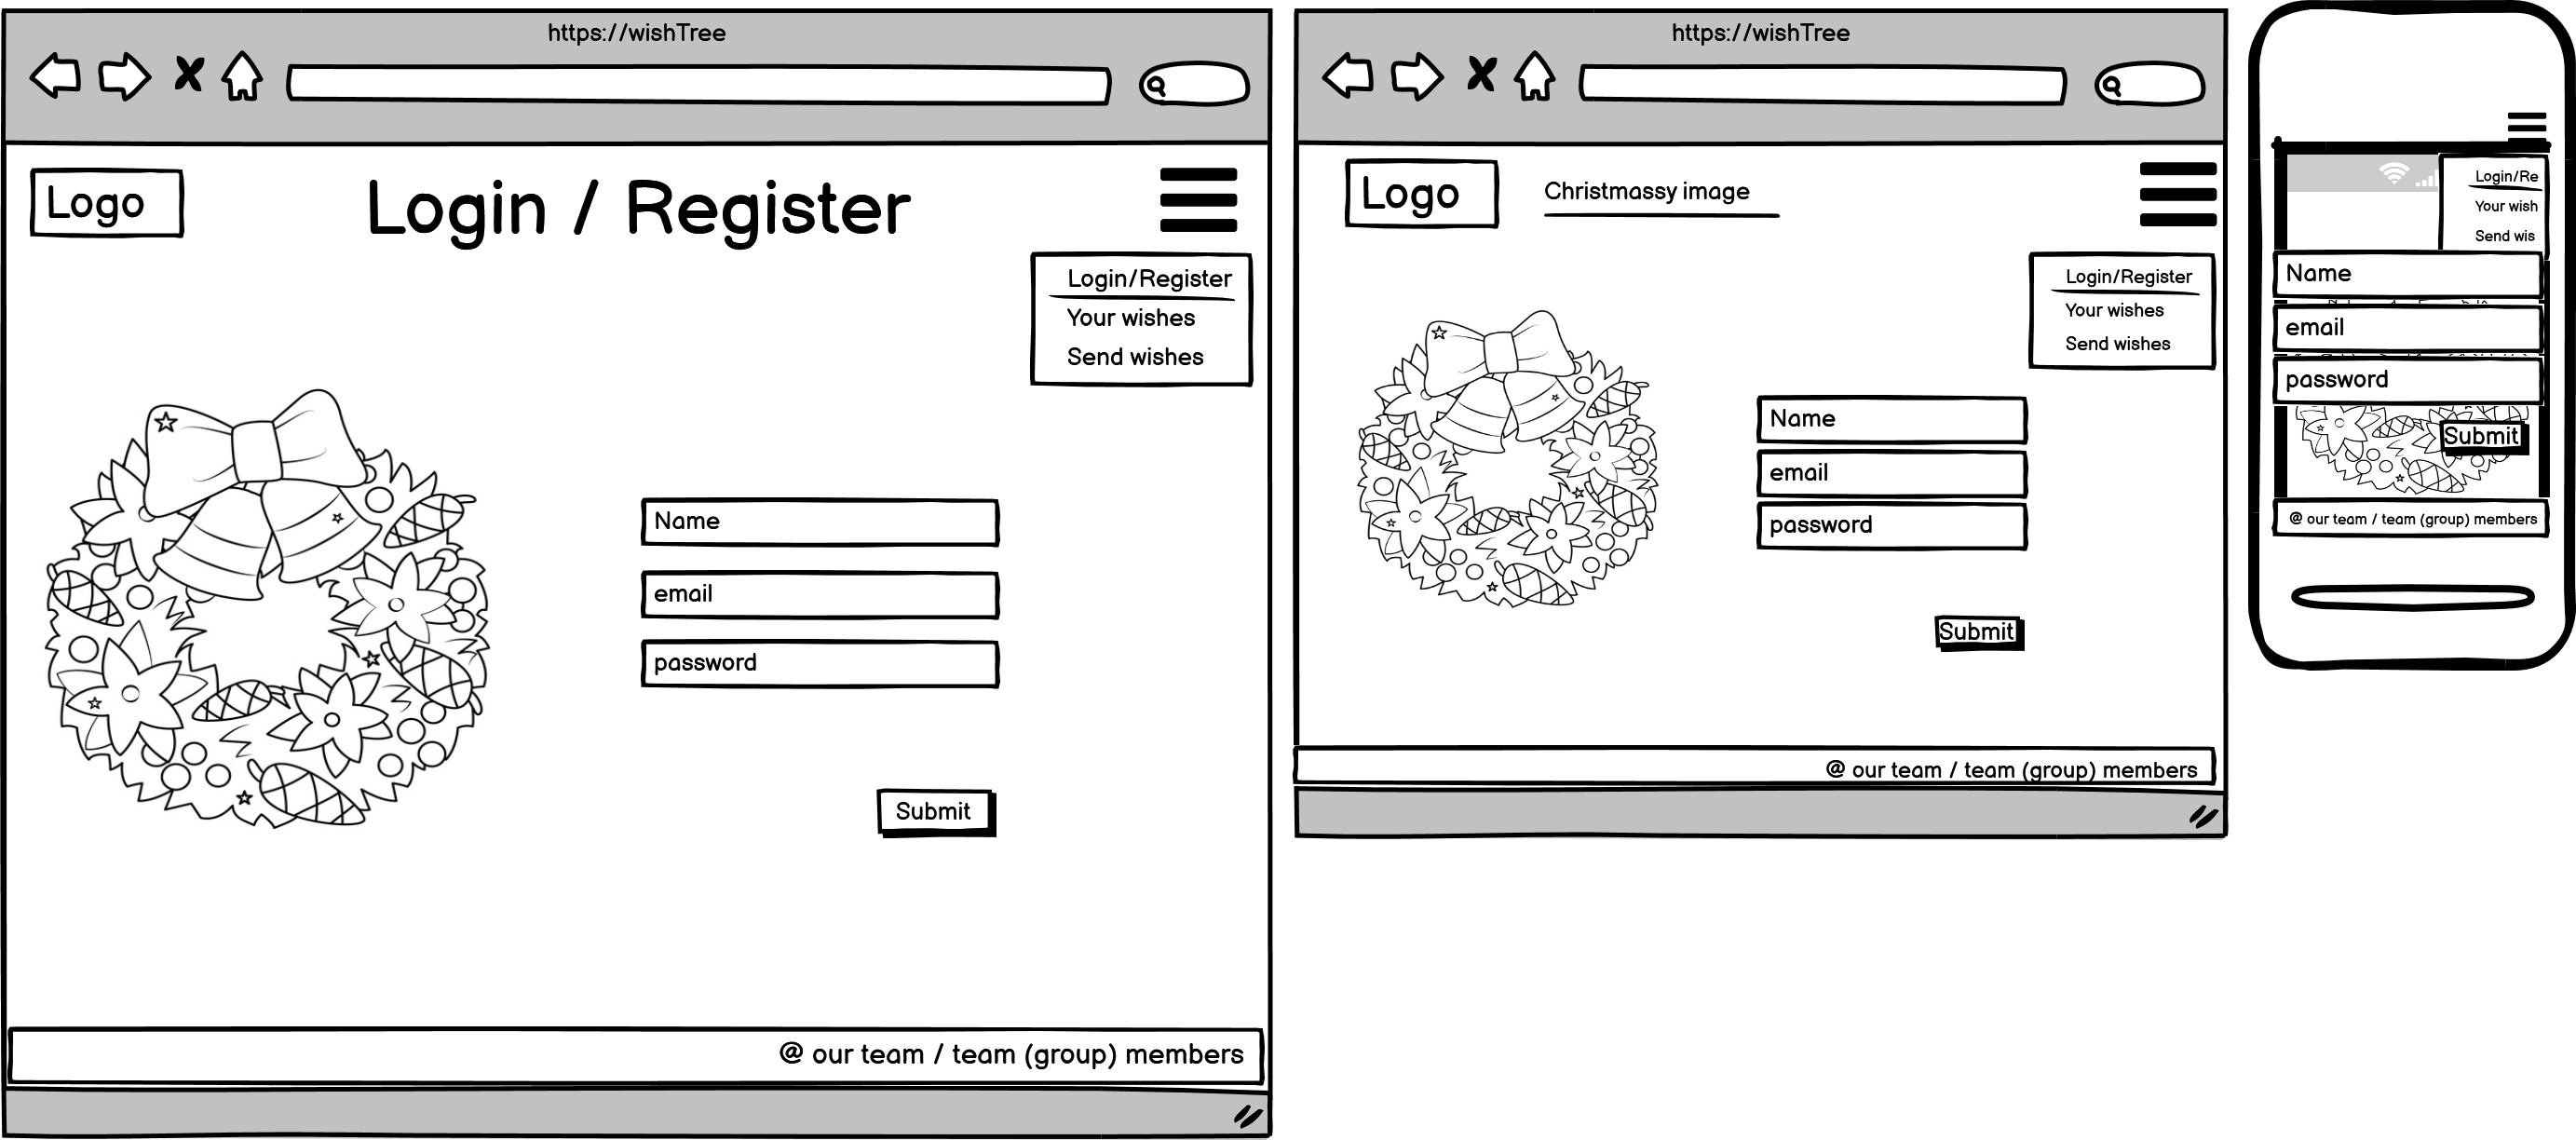 https://wishTree
Logo
Login / Register
Login/Register
Your wishes
Send wishes
Name
email
password
Submit
@ our team / team (group) members
https://wishTree
Logo
Christmassy image
Login/Register
Your wishes
Send wishes
Name
email
password
Submit
@ our team / team (group) members
Login/Re
Your wish
Send wis
Name
email
password
Submit
@ our team / team (group) members